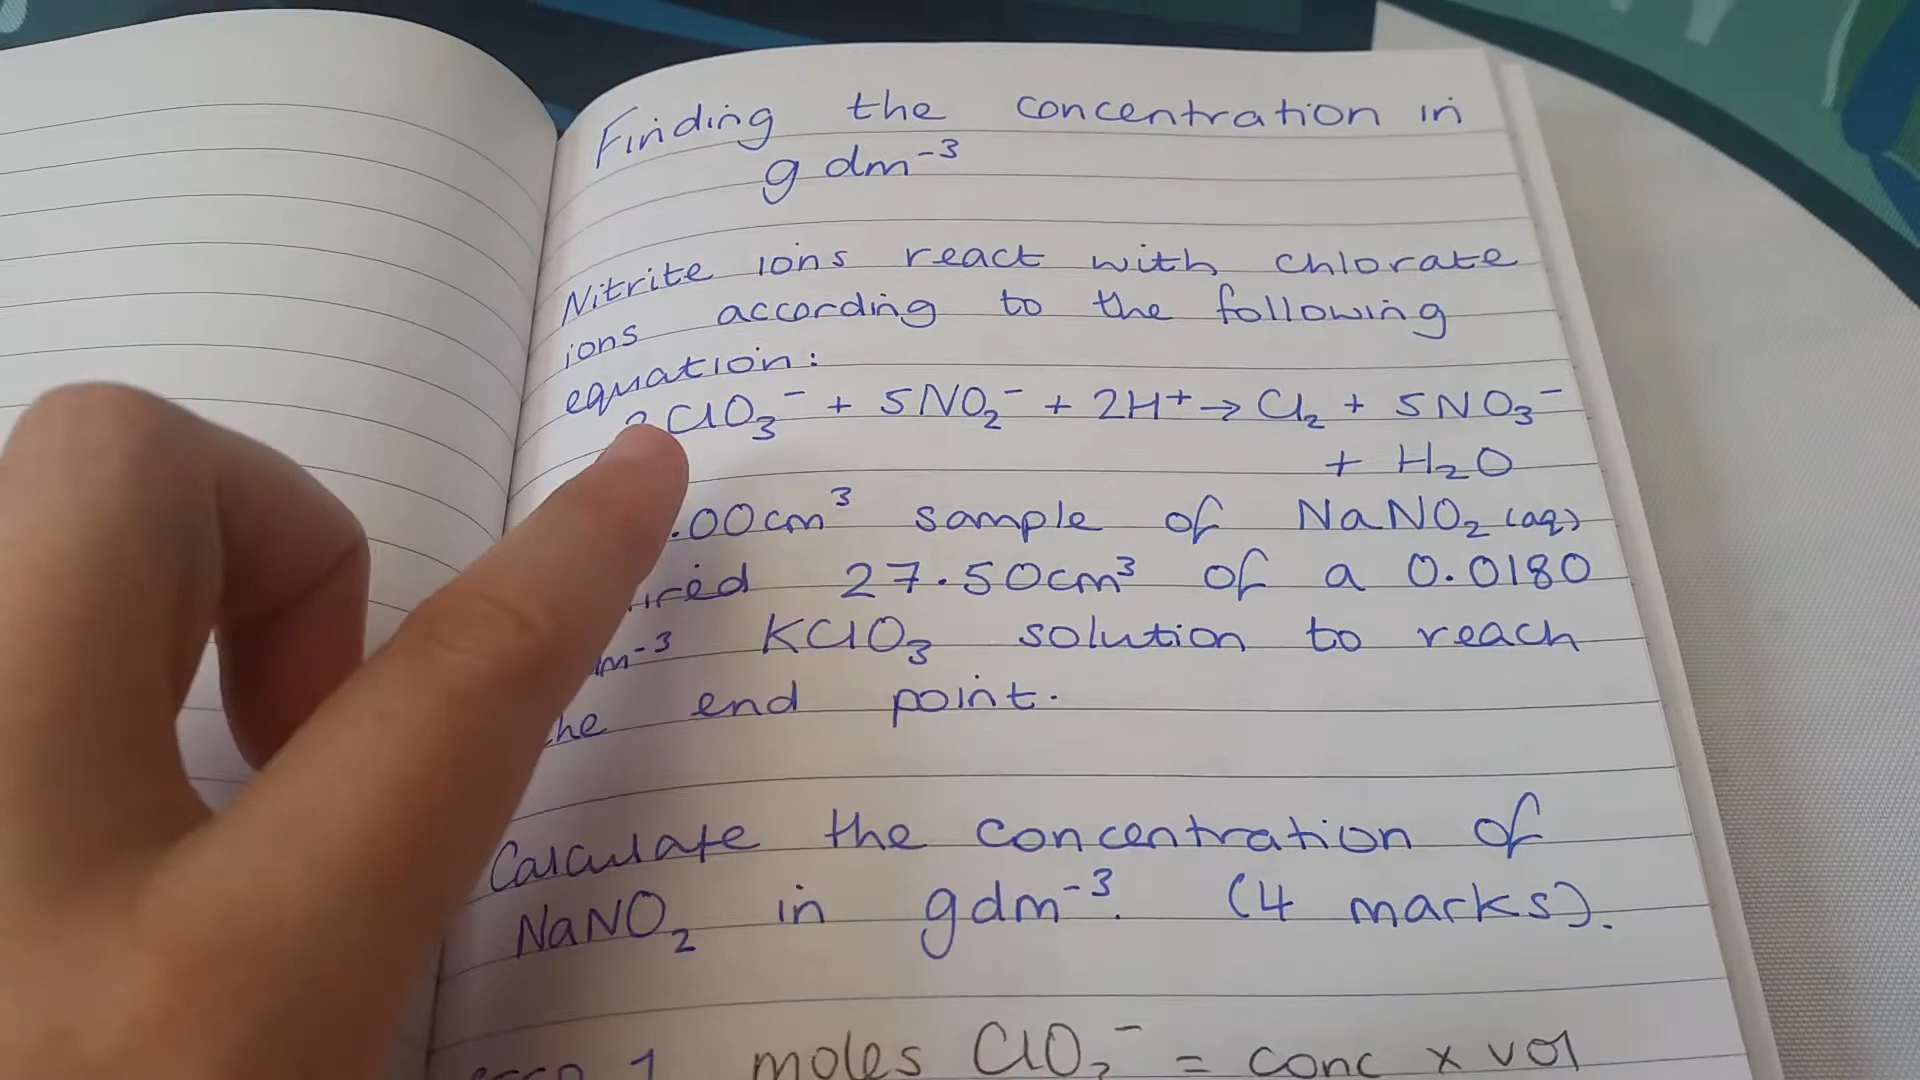 Finding the concentration in
g dm⁻³
Nitrite ions react with chlorate
ions according to the following
equation:
ClO₃⁻ + 5NO₂⁻ + 2H⁺ → Cl₂ + 5NO₃⁻
+ H₂O
.00cm³ sample of NaNO₂(aq)
27.50cm³ of a 0.0180
m⁻³ KClO₃ solution to reach
end point.
Calculate the concentration of
NaNO₂ in gdm⁻³. (4 marks).
1 moles ClO₃⁻ = conc x vol